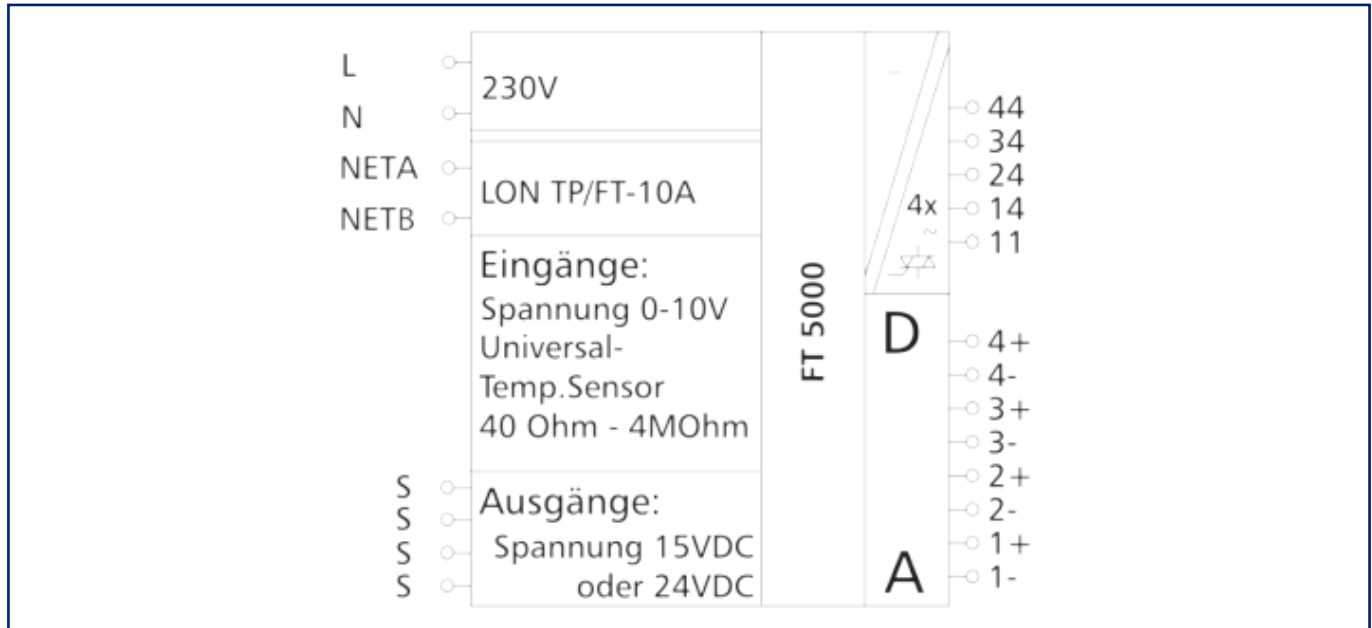 L
N
NETA
NETB
230V
LON TP/FT-10A
Eingänge:
Spannung 0-10V
Universal-
Temp.Sensor
40 Ohm - 4MOhm
S
S
S
S
Ausgänge:
Spannung 15VDC
oder 24VDC
FT 5000
4x
~
44
34
24
14
11
D
A
4+
4-
3+
3-
2+
2-
1+
1-